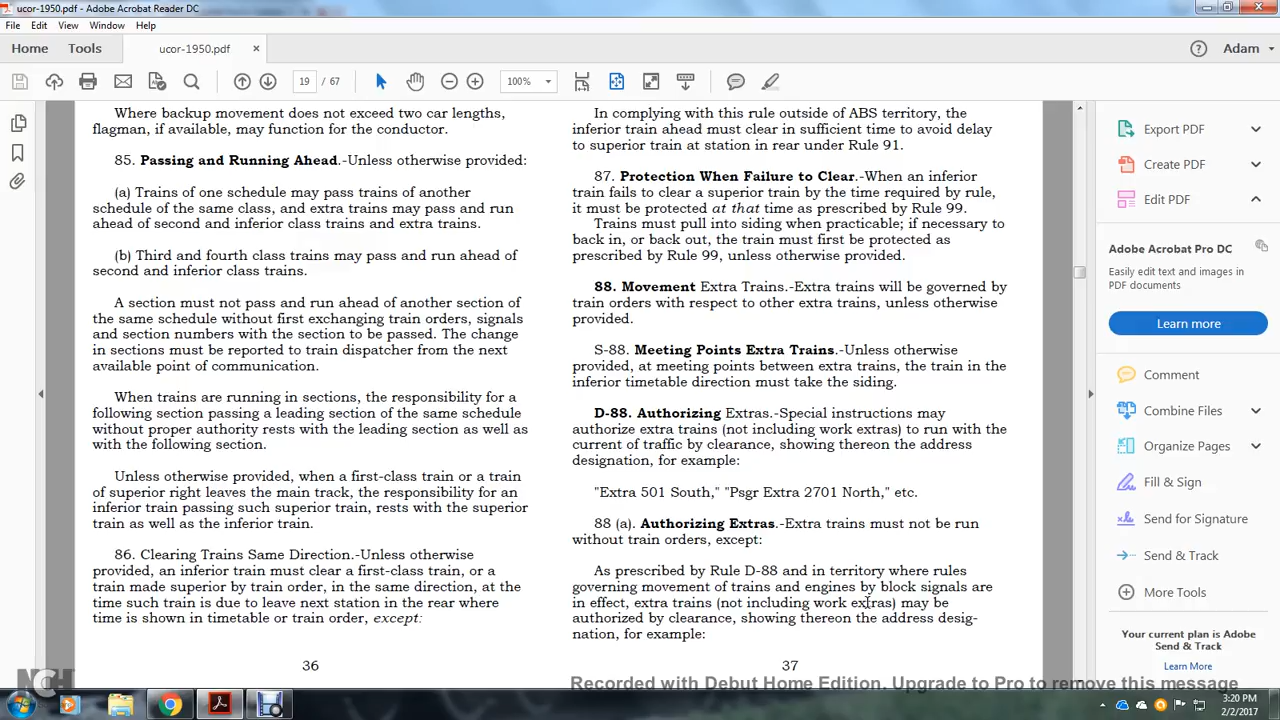 ucor-1950.pdf - Adobe Acrobat Reader DC
File Edit View Window Help
Home Tools ucor-1950.pdf × Adam
19 / 67 100%
Where backup movement does not exceed two car lengths,
flagman, if available, may function for the conductor.
85. Passing and Running Ahead.-Unless otherwise provided:
(a) Trains of one schedule may pass trains of another
schedule of the same class, and extra trains may pass and run
ahead of second and inferior class trains and extra trains.
(b) Third and fourth class trains may pass and run ahead of
second and inferior class trains.
A section must not pass and run ahead of another section of
the same schedule without first exchanging train orders, signals
and section numbers with the section to be passed. The change
in sections must be reported to train dispatcher from the next
available point of communication.
When trains are running in sections, the responsibility for a
following section passing a leading section of the same schedule
without proper authority rests with the leading section as well as
with the following section.
Unless otherwise provided, when a first-class train or a train
of superior right leaves the main track, the responsibility for an
inferior train passing such superior train, rests with the superior
train as well as the inferior train.
86. Clearing Trains Same Direction.-Unless otherwise
provided, an inferior train must clear a first-class train, or a
train made superior by train order, in the same direction, at the
time such train is due to leave next station in the rear where
time is shown in timetable or train order, except:
36
In complying with this rule outside of ABS territory, the
inferior train ahead must clear in sufficient time to avoid delay
to superior train at station in rear under Rule 91.
87. Protection When Failure to Clear.-When an inferior
train fails to clear a superior train by the time required by rule,
it must be protected at that time as prescribed by Rule 99.
Trains must pull into siding when practicable; if necessary to
back in, or back out, the train must first be protected as
prescribed by Rule 99, unless otherwise provided.
88. Movement Extra Trains.-Extra trains will be governed by
train orders with respect to other extra trains, unless otherwise
provided.
S-88. Meeting Points Extra Trains.-Unless otherwise
provided, at meeting points between extra trains, the train in the
inferior timetable direction must take the siding.
D-88. Authorizing Extras.-Special instructions may
authorize extra trains (not including work extras) to run with the
current of traffic by clearance, showing thereon the address
designation, for example:
"Extra 501 South," "Psgr Extra 2701 North," etc.
88 (a). Authorizing Extras.-Extra trains must not be run
without train orders, except:
As prescribed by Rule D-88 and in territory where rules
governing movement of trains and engines by block signals are
in effect, extra trains (not including work extras) may be
authorized by clearance, showing thereon the address desig-
nation, for example:
37
Export PDF
Create PDF
Edit PDF
Adobe Acrobat Pro DC
Easily edit text and images in
PDF documents
Learn more
Comment
Combine Files
Organize Pages
Fill & Sign
Send for Signature
Send & Track
More Tools
Your current plan is Adobe
Send & Track
Learn More
NCH
Recorded with Debut Home Edition. Upgrade to Pro to remove this message
3:20 PM
2/2/2017